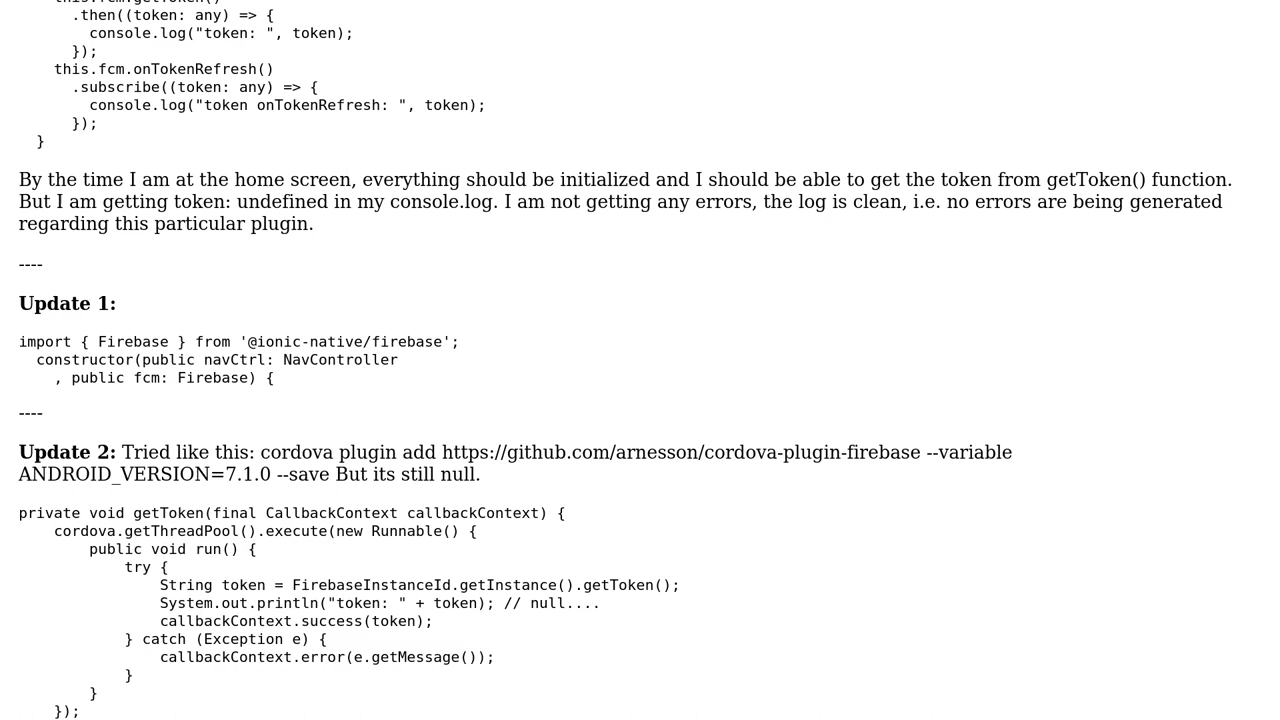 this.fcm.getToken()
      .then((token: any) => {
        console.log("token: ", token);
      });
    this.fcm.onTokenRefresh()
      .subscribe((token: any) => {
        console.log("token onTokenRefresh: ", token);
      });
  }
By the time I am at the home screen, everything should be initialized and I should be able to get the token from getToken() function.
But I am getting token: undefined in my console.log. I am not getting any errors, the log is clean, i.e. no errors are being generated
regarding this particular plugin.
----
Update 1:
import { Firebase } from '@ionic-native/firebase';
  constructor(public navCtrl: NavController
    , public fcm: Firebase) {
----
Update 2: Tried like this: cordova plugin add https://github.com/arnesson/cordova-plugin-firebase --variable
ANDROID_VERSION=7.1.0 --save But its still null.
private void getToken(final CallbackContext callbackContext) {
    cordova.getThreadPool().execute(new Runnable() {
        public void run() {
            try {
                String token = FirebaseInstanceId.getInstance().getToken();
                System.out.println("token: " + token); // null....
                callbackContext.success(token);
            } catch (Exception e) {
                callbackContext.error(e.getMessage());
            }
        }
    });